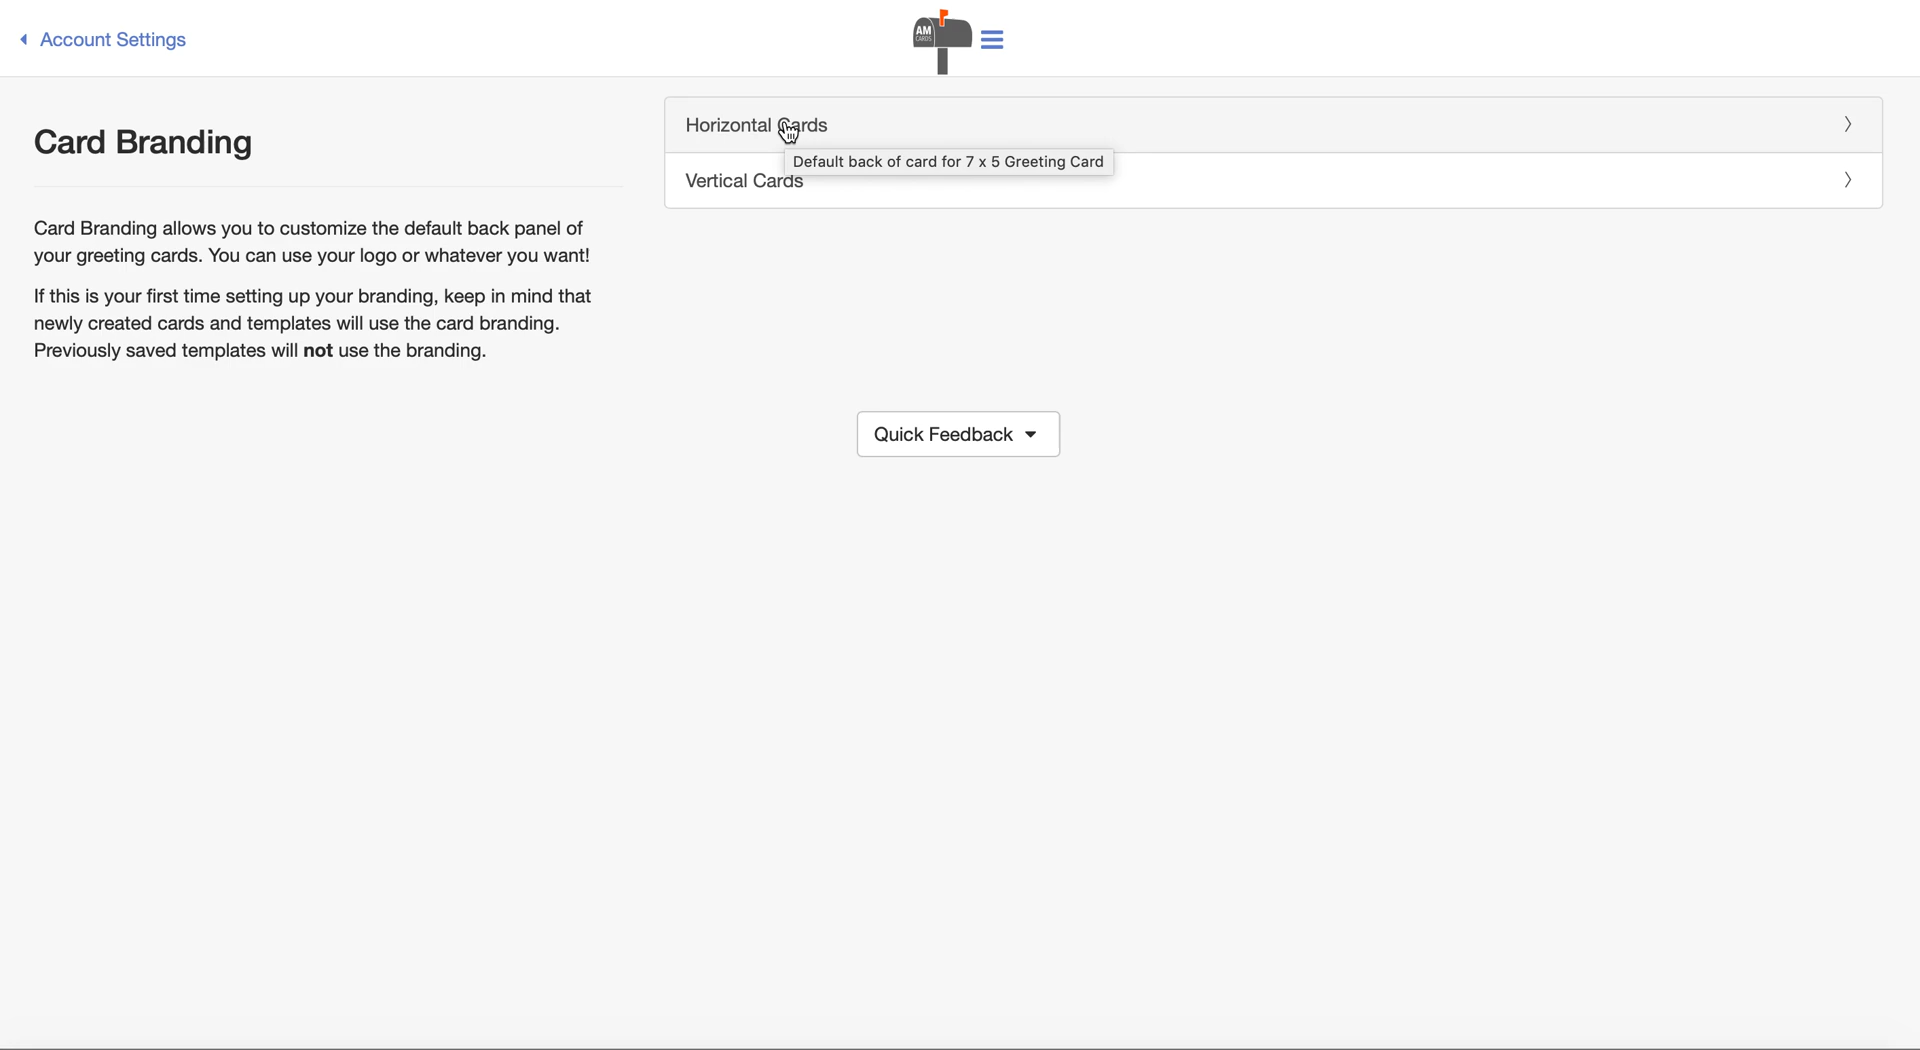 Account Settings
AM
CARDS
Card Branding
Card Branding allows you to customize the default back panel of
your greeting cards. You can use your logo or whatever you want!
If this is your first time setting up your branding, keep in mind that
newly created cards and templates will use the card branding.
Previously saved templates will not use the branding.
Horizontal Cards
Default back of card for 7 x 5 Greeting Card
Vertical Cards
Quick Feedback